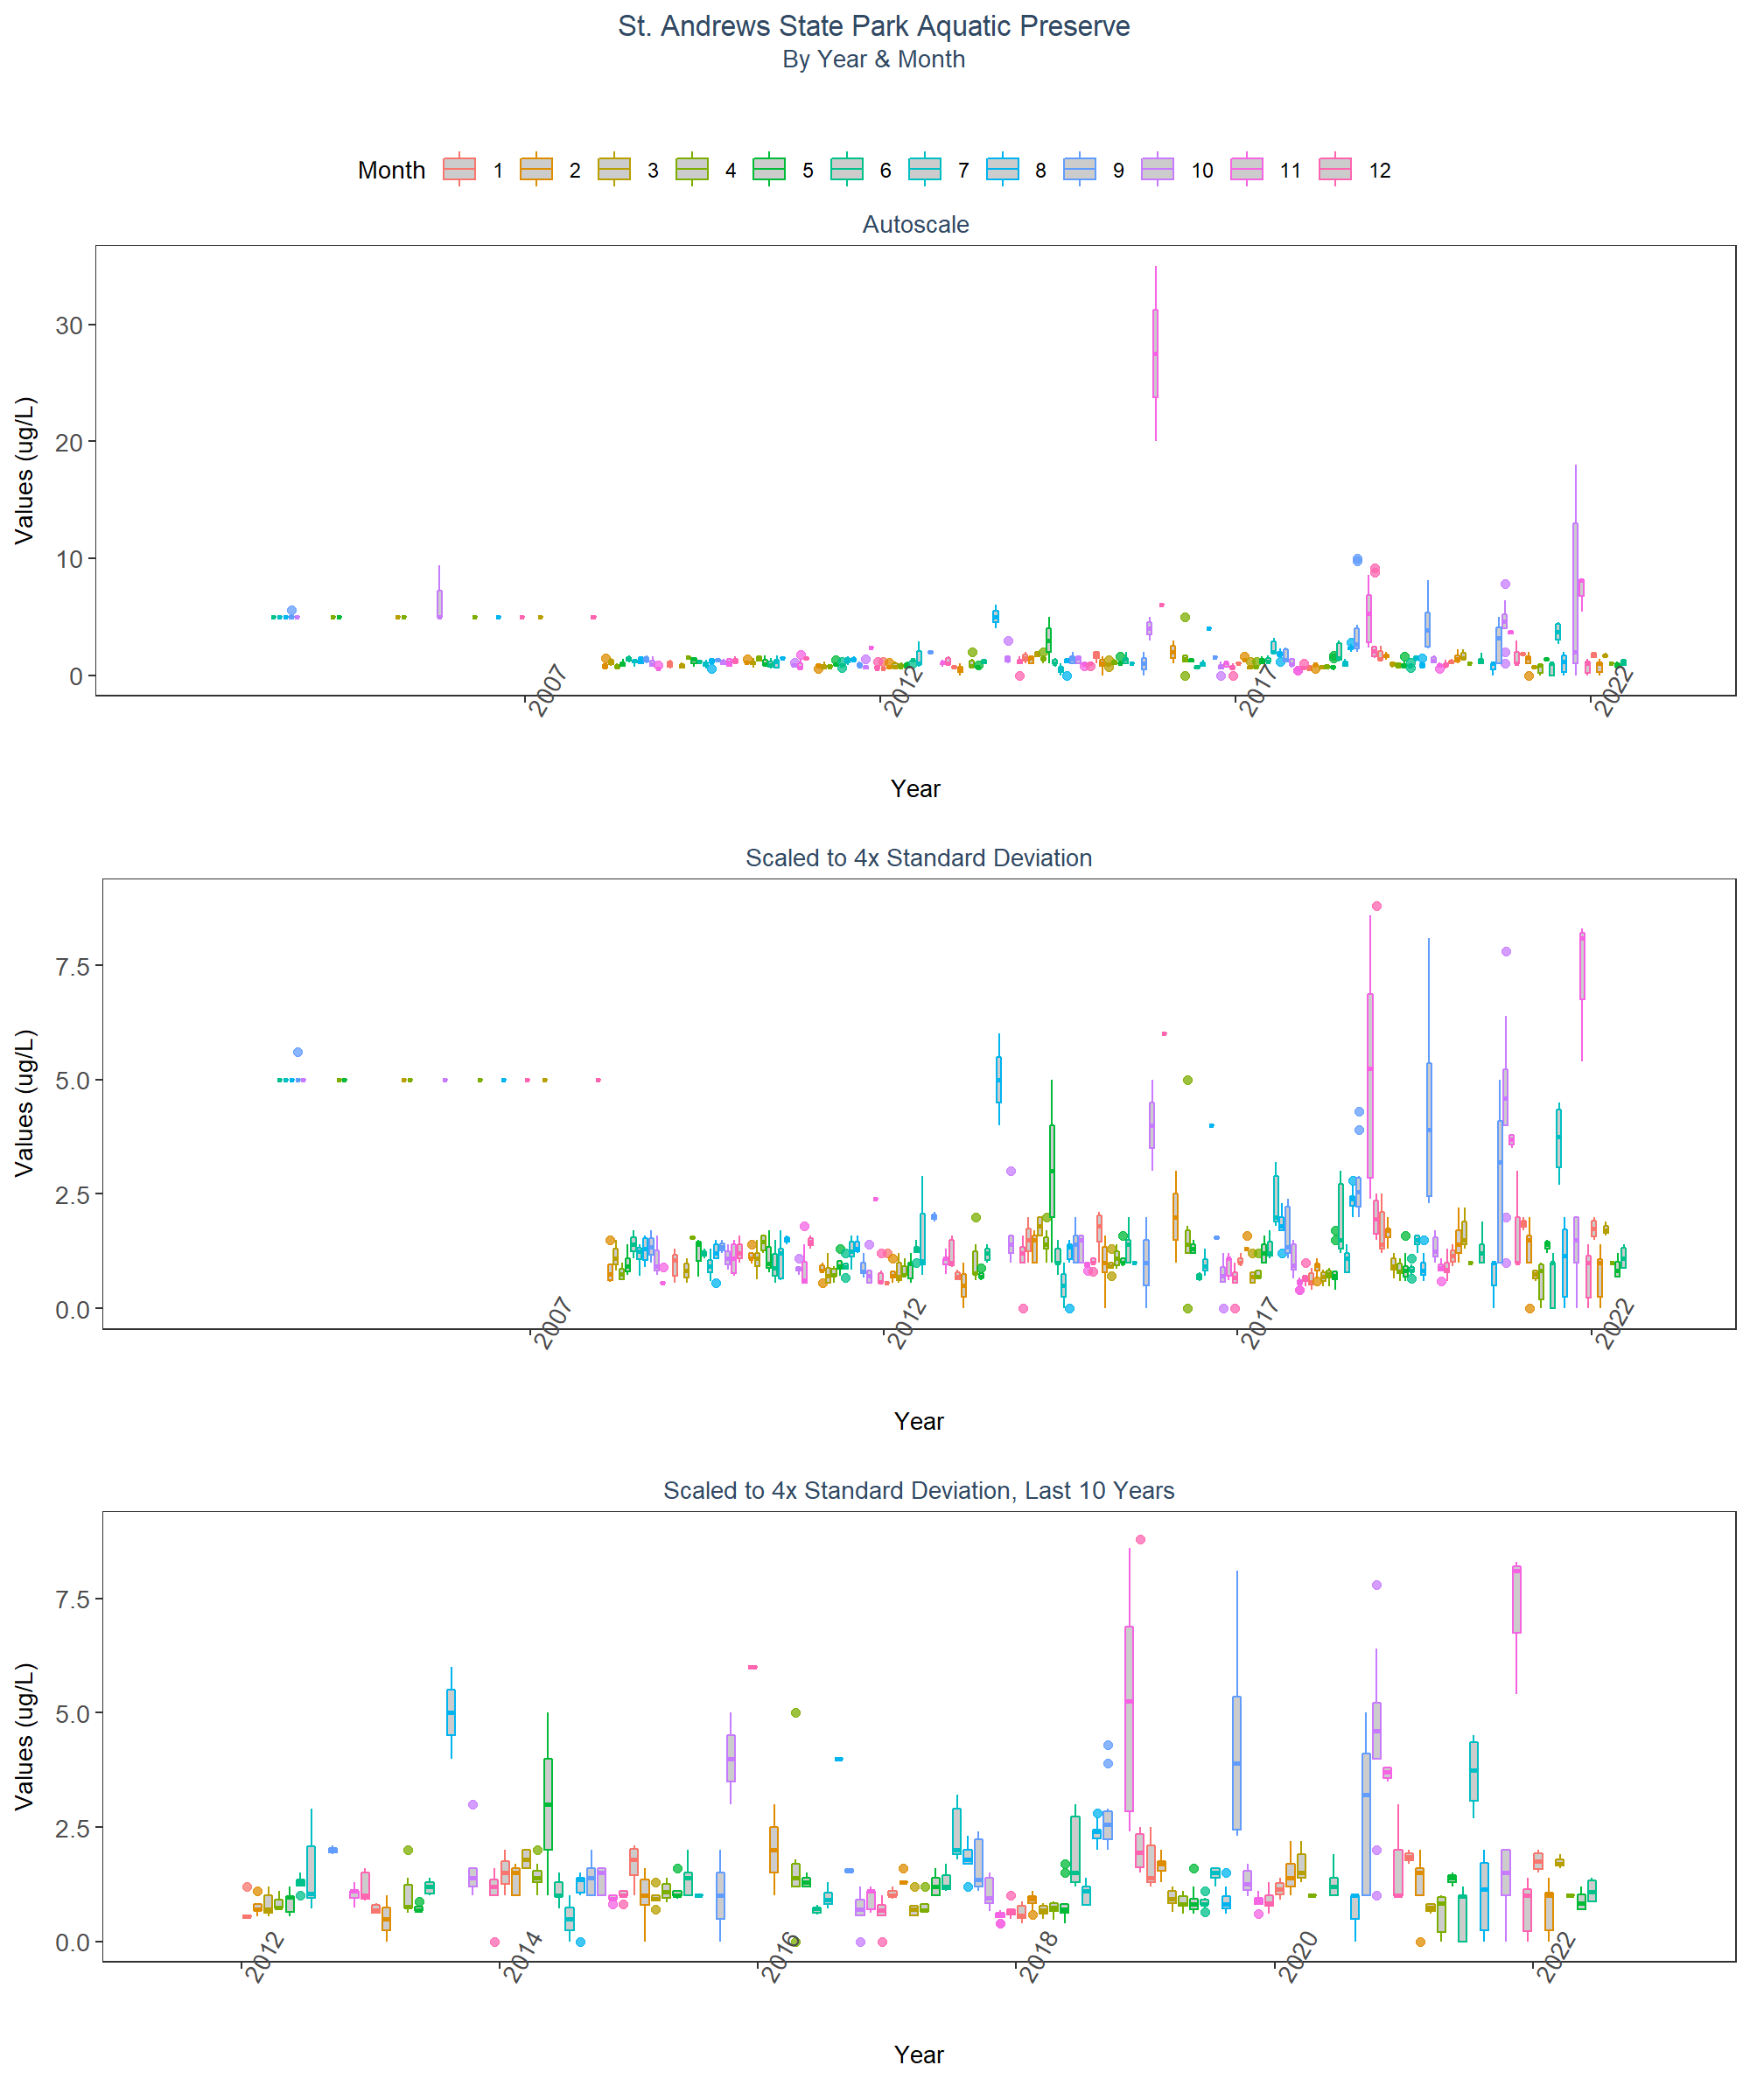 St. Andrews State Park Aquatic Preserve
By Year & Month
Month 1 2 3 4 5 6 7 8 9 10 11 12
Autoscale
Values (ug/L)
30
20
10
0
2007 2012 2017 2022
Year
Scaled to 4x Standard Deviation
Values (ug/L)
7.5
5.0
2.5
0.0
2007 2012 2017 2022
Year
Scaled to 4x Standard Deviation, Last 10 Years
Values (ug/L)
7.5
5.0
2.5
0.0
2012 2014 2016 2018 2020 2022
Year